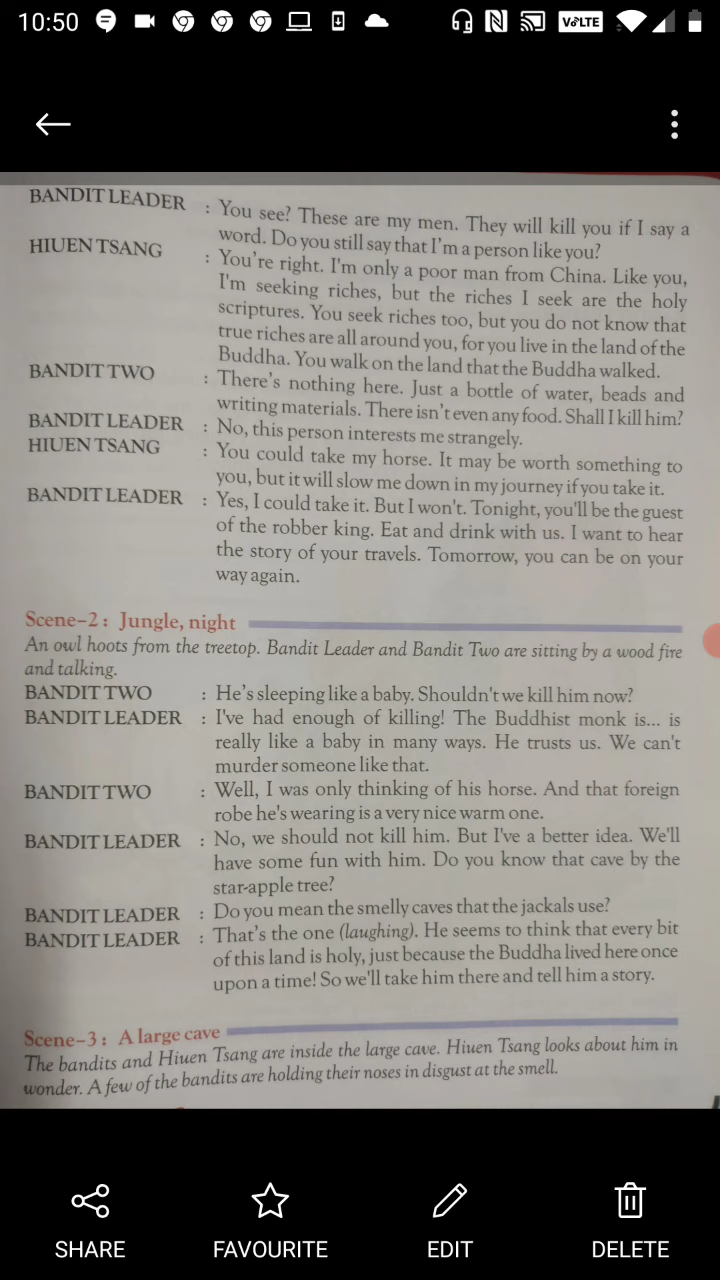 10:50
VoLTE
BANDIT LEADER : You see? These are my men. They will kill you if I say a
word. Do you still say that I'm a person like you?
HIUEN TSANG : You're right. I'm only a poor man from China. Like you,
I'm seeking riches, but the riches I seek are the holy
scriptures. You seek riches too, but you do not know that
true riches are all around you, for you live in the land of the
Buddha. You walk on the land that the Buddha walked.
BANDIT TWO : There's nothing here. Just a bottle of water, beads and
writing materials. There isn't even any food. Shall I kill him?
BANDIT LEADER : No, this person interests me strangely.
HIUEN TSANG : You could take my horse. It may be worth something to
you, but it will slow me down in my journey if you take it.
BANDIT LEADER : Yes, I could take it. But I won't. Tonight, you'll be the guest
of the robber king. Eat and drink with us. I want to hear
the story of your travels. Tomorrow, you can be on your
way again.
Scene-2 : Jungle, night
An owl hoots from the treetop. Bandit Leader and Bandit Two are sitting by a wood fire
and talking.
BANDIT TWO : He's sleeping like a baby. Shouldn't we kill him now?
BANDIT LEADER : I've had enough of killing! The Buddhist monk is... is
really like a baby in many ways. He trusts us. We can't
murder someone like that.
BANDIT TWO : Well, I was only thinking of his horse. And that foreign
robe he's wearing is a very nice warm one.
BANDIT LEADER : No, we should not kill him. But I've a better idea. We'll
have some fun with him. Do you know that cave by the
star-apple tree?
BANDIT LEADER : Do you mean the smelly caves that the jackals use?
BANDIT LEADER : That's the one (laughing). He seems to think that every bit
of this land is holy, just because the Buddha lived here once
upon a time! So we'll take him there and tell him a story.
Scene-3 : A large cave
The bandits and Hiuen Tsang are inside the large cave. Hiuen Tsang looks about him in
wonder. A few of the bandits are holding their noses in disgust at the smell.
SHARE FAVOURITE EDIT DELETE